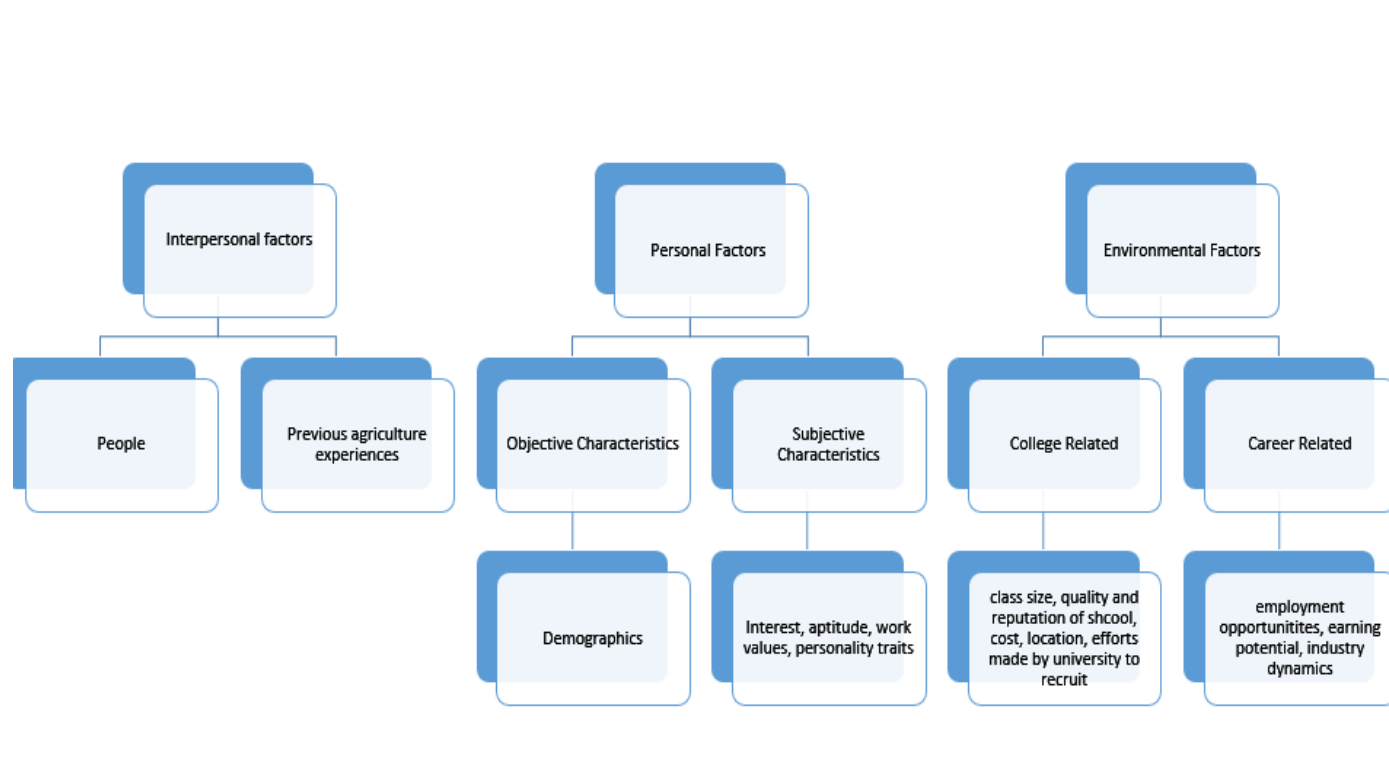 Interpersonal factors
Personal Factors
Environmental Factors
People
Previous agriculture
experiences
Objective Characteristics
Subjective
Characteristics
College Related
Career Related
Demographics
Interest, aptitude, work
values, personality traits
class size, quality and
reputation of shcool,
cost, location, efforts
made by university to
recruit
employment
opportunitites, earning
potential, industry
dynamics